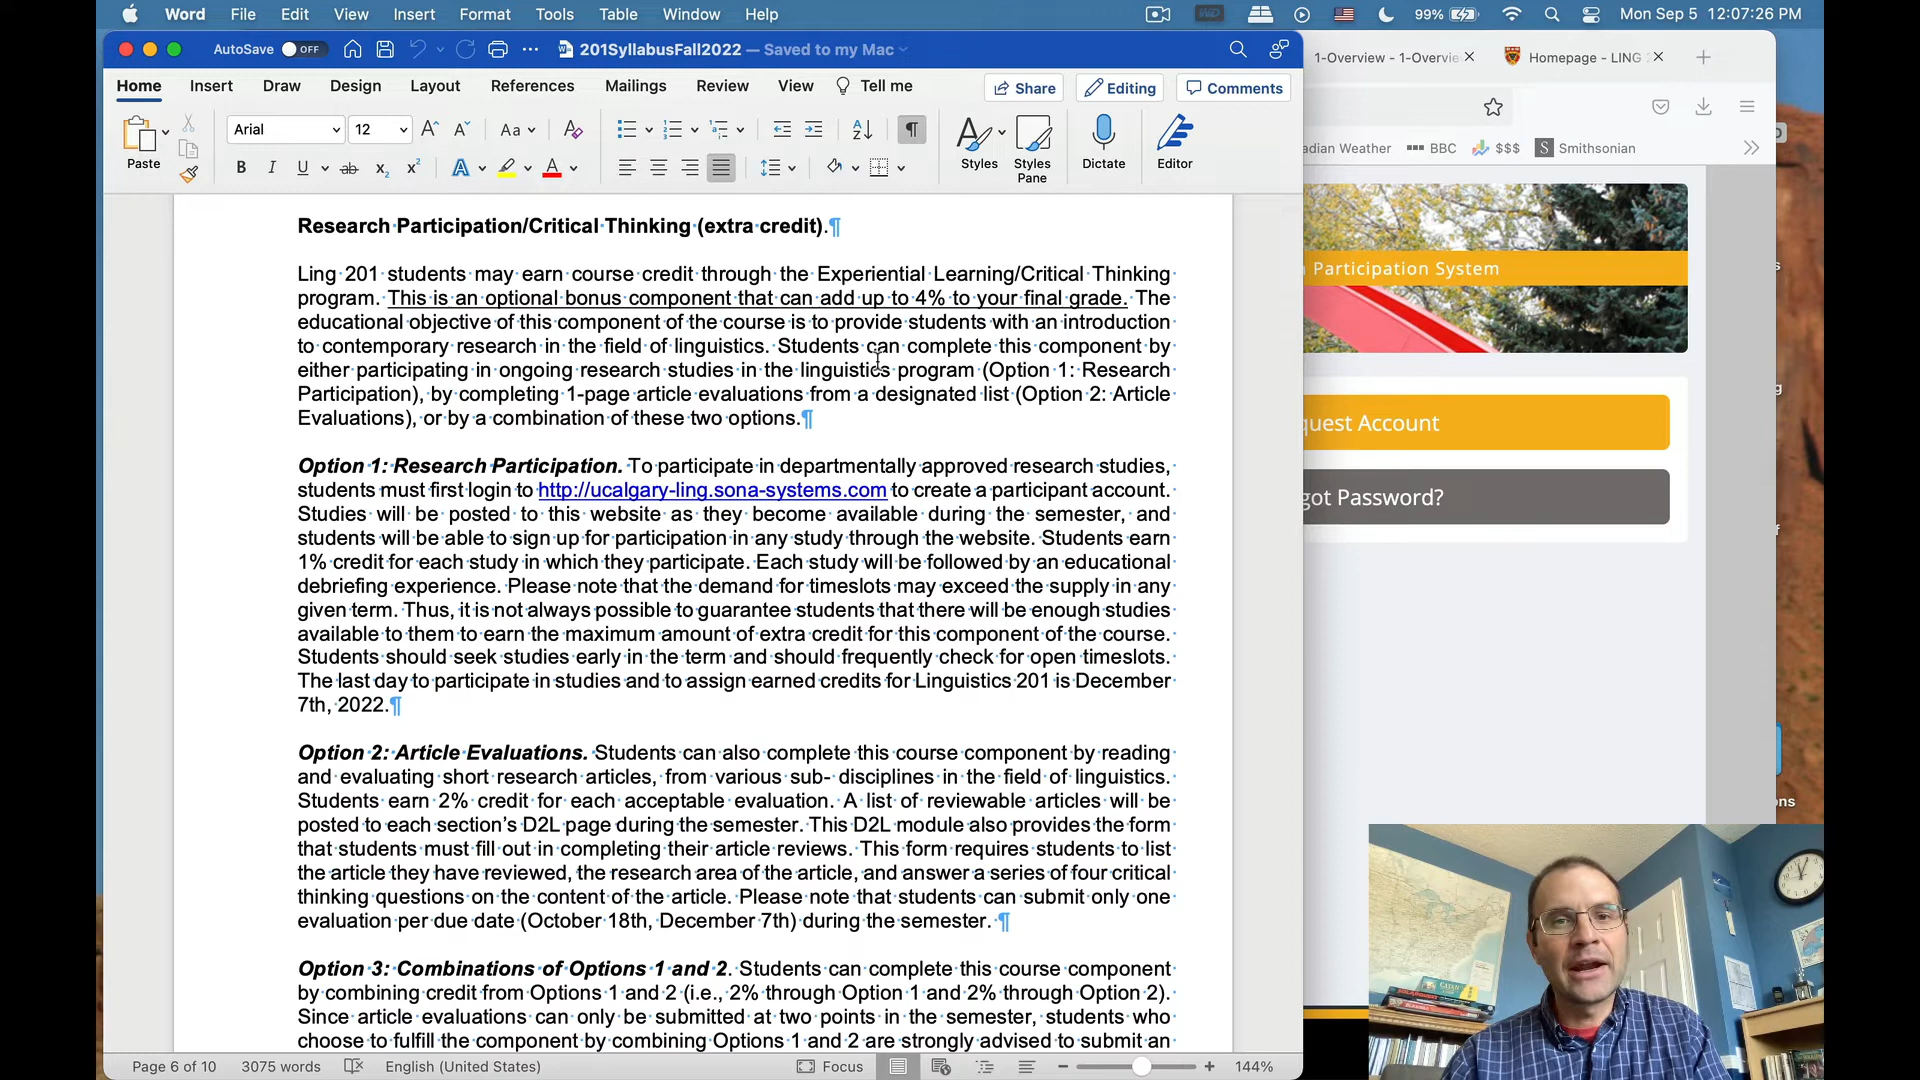 Word File Edit View Insert Format Tools Table Window Help
99% Mon Sep 5 12:07:26 PM
AutoSave OFF 201SyllabusFall2022 — Saved to my Mac
Home Insert Draw Design Layout References Mailings Review View Tell me
Share Editing Comments
Arial 12 Aa
Paste
B I U ab x₂ x² A A
Styles
Styles Pane
Dictate
Editor
Research Participation/Critical Thinking (extra credit).¶
Ling 201 students may earn course credit through the Experiential Learning/Critical Thinking
program. This is an optional bonus component that can add up to 4% to your final grade. The
educational objective of this component of the course is to provide students with an introduction
to contemporary research in the field of linguistics. Students can complete this component by
either participating in ongoing research studies in the linguistics program (Option 1: Research
Participation), by completing 1-page article evaluations from a designated list (Option 2: Article
Evaluations), or by a combination of these two options.¶
Option 1: Research Participation. To participate in departmentally approved research studies,
students must first login to http://ucalgary-ling.sona-systems.com to create a participant account.
Studies will be posted to this website as they become available during the semester, and
students will be able to sign up for participation in any study through the website. Students earn
1% credit for each study in which they participate. Each study will be followed by an educational
debriefing experience. Please note that the demand for timeslots may exceed the supply in any
given term. Thus, it is not always possible to guarantee students that there will be enough studies
available to them to earn the maximum amount of extra credit for this component of the course.
Students should seek studies early in the term and should frequently check for open timeslots.
The last day to participate in studies and to assign earned credits for Linguistics 201 is December
7th, 2022.¶
Option 2: Article Evaluations. Students can also complete this course component by reading
and evaluating short research articles, from various sub- disciplines in the field of linguistics.
Students earn 2% credit for each acceptable evaluation. A list of reviewable articles will be
posted to each section's D2L page during the semester. This D2L module also provides the form
that students must fill out in completing their article reviews. This form requires students to list
the article they have reviewed, the research area of the article, and answer a series of four critical
thinking questions on the content of the article. Please note that students can submit only one
evaluation per due date (October 18th, December 7th) during the semester. ¶
Option 3: Combinations of Options 1 and 2. Students can complete this course component
by combining credit from Options 1 and 2 (i.e., 2% through Option 1 and 2% through Option 2).
Since article evaluations can only be submitted at two points in the semester, students who
choose to fulfill the component by combining Options 1 and 2 are strongly advised to submit an
Page 6 of 10 3075 words English (United States) Focus 144%
1-Overview - 1-Overvie Homepage - LING
adian Weather BBC $$$ S Smithsonian
Participation System
quest Account
got Password?
CATAN